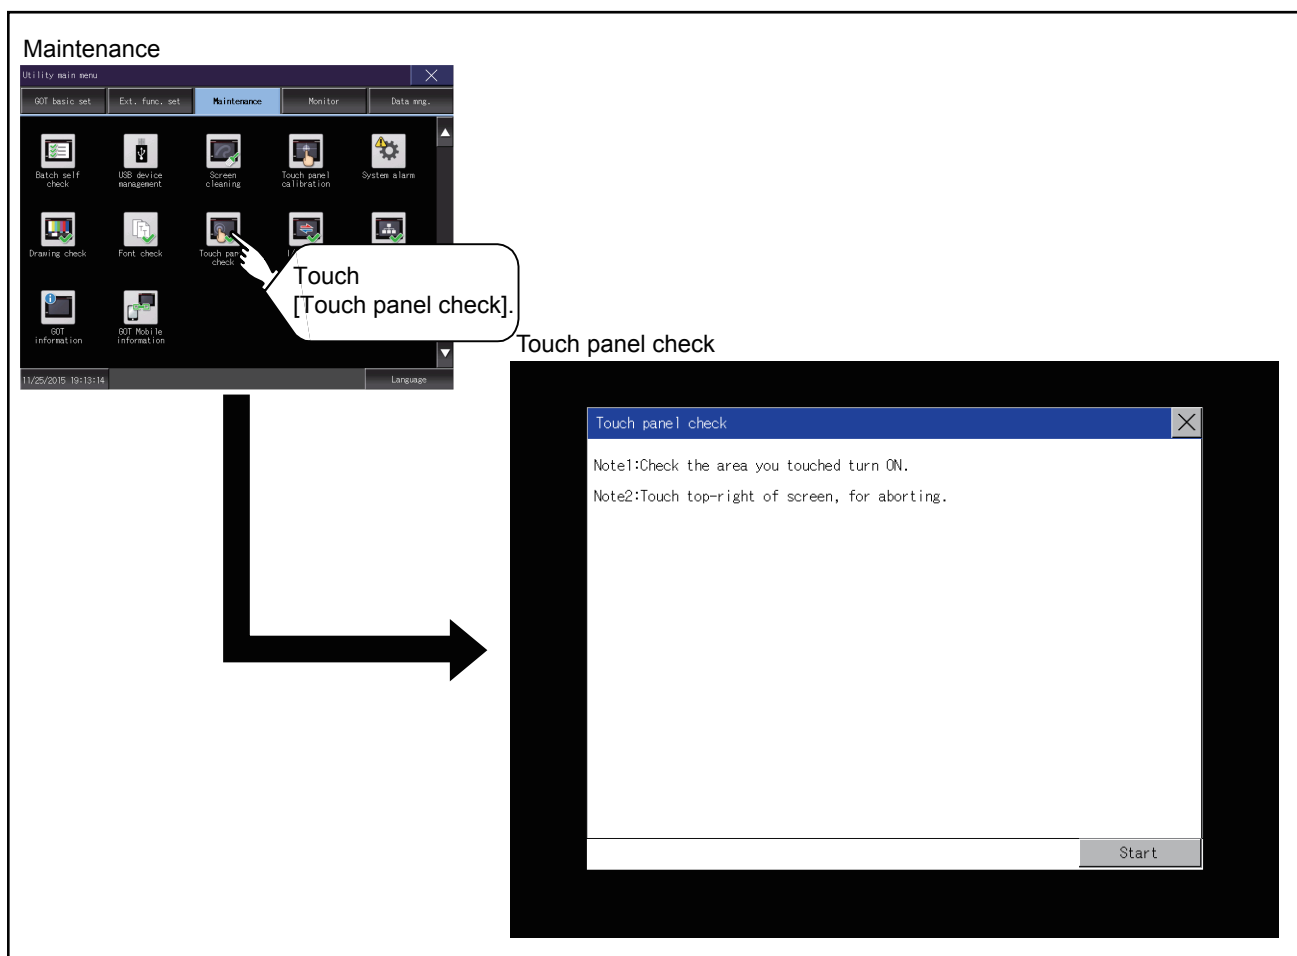 Maintenance
Utility main menu
GOT basic set
Ext. func. set
Maintenance
Monitor
Data mng.
Batch self
check
USB device
management
Screen
cleaning
Touch panel
calibration
System alarm
Drawing check
Font check
Touch
check
GOT
information
GOT Mobile
information
Touch
[Touch panel check].
11/25/2015 19:13:14
Language
Touch panel check
Touch panel check
Note1:Check the area you touched turn ON.
Note2:Touch top-right of screen, for aborting.
Start